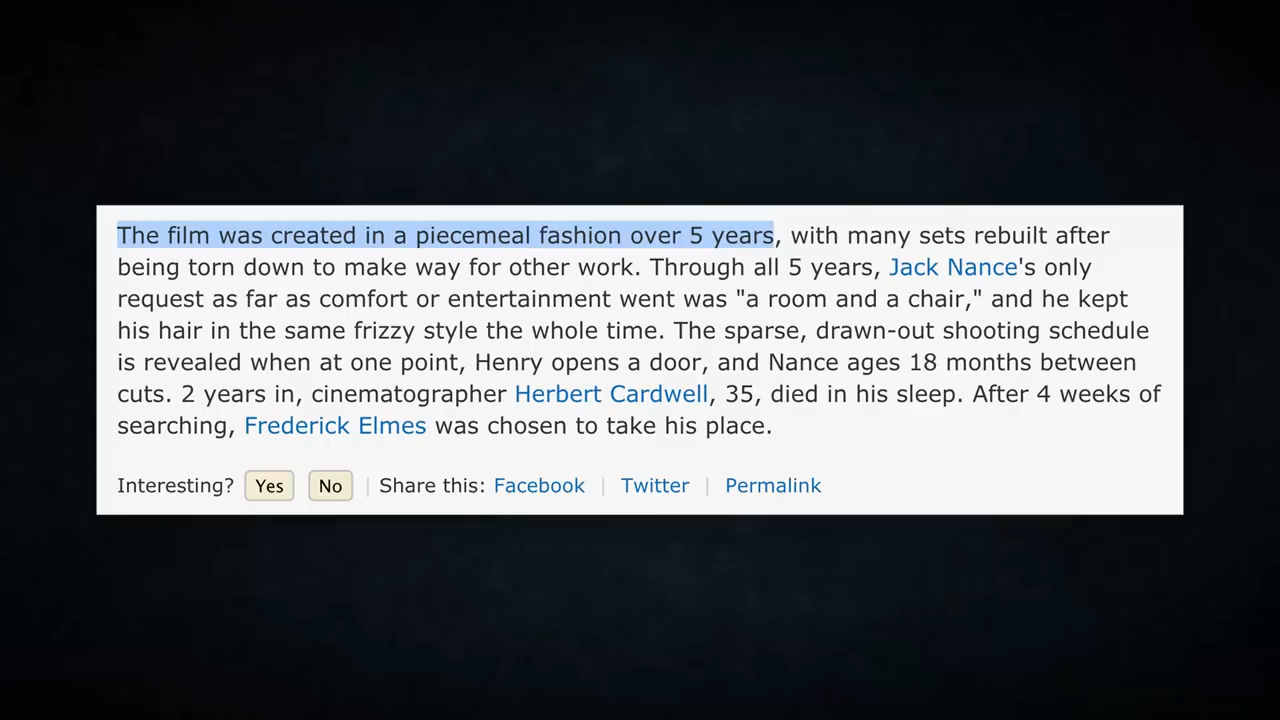 The film was created in a piecemeal fashion over 5 years, with many sets rebuilt after
being torn down to make way for other work. Through all 5 years, Jack Nance's only
request as far as comfort or entertainment went was "a room and a chair," and he kept
his hair in the same frizzy style the whole time. The sparse, drawn-out shooting schedule
is revealed when at one point, Henry opens a door, and Nance ages 18 months between
cuts. 2 years in, cinematographer Herbert Cardwell, 35, died in his sleep. After 4 weeks of
searching, Frederick Elmes was chosen to take his place.
Interesting? Yes No | Share this: Facebook | Twitter | Permalink